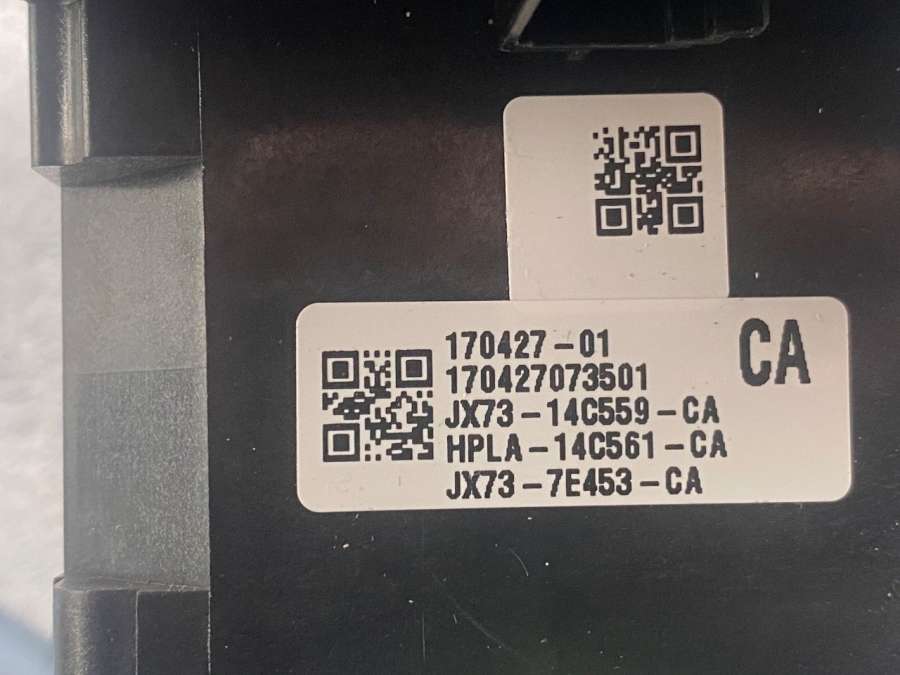 170427-01
CA
170427073501
JX73-14C559-CA
HPLA-14C561-CA
JX73-7E453-CA